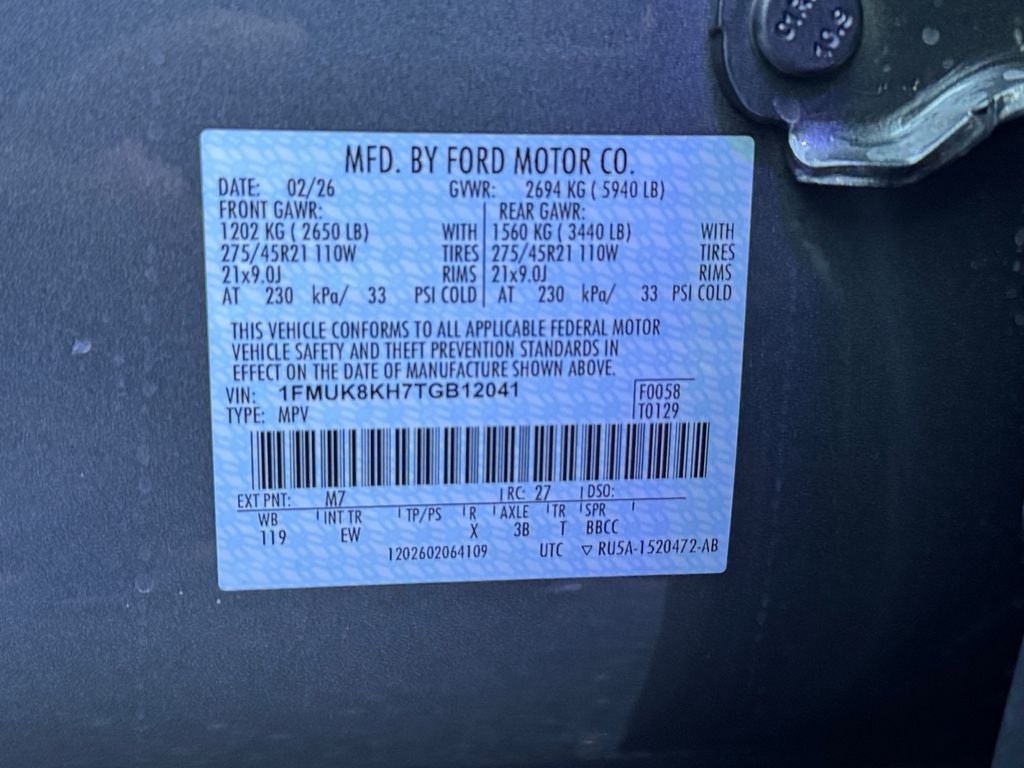 MFD. BY FORD MOTOR CO.
DATE: 02/26 GVWR: 2694 KG ( 5940 LB)
FRONT GAWR: REAR GAWR:
1202 KG ( 2650 LB) WITH 1560 KG ( 3440 LB) WITH
275/45R21 110W TIRES 275/45R21 110W TIRES
21x9.0J RIMS 21x9.0J RIMS
AT 230 kPa/ 33 PSI COLD AT 230 kPa/ 33 PSI COLD
THIS VEHICLE CONFORMS TO ALL APPLICABLE FEDERAL MOTOR
VEHICLE SAFETY AND THEFT PREVENTION STANDARDS IN
EFFECT ON THE DATE OF MANUFACTURE SHOWN ABOVE.
VIN: 1FMUK8KH7TGB12041 F0058
TYPE: MPV T0129
EXT PNT: M7 RC: 27 DSO:
WB INT TR TP/PS R AXLE TR SPR
119 EW X 3B T BBCC
1202602064109 UTC ▽ RU5A-1520472-AB